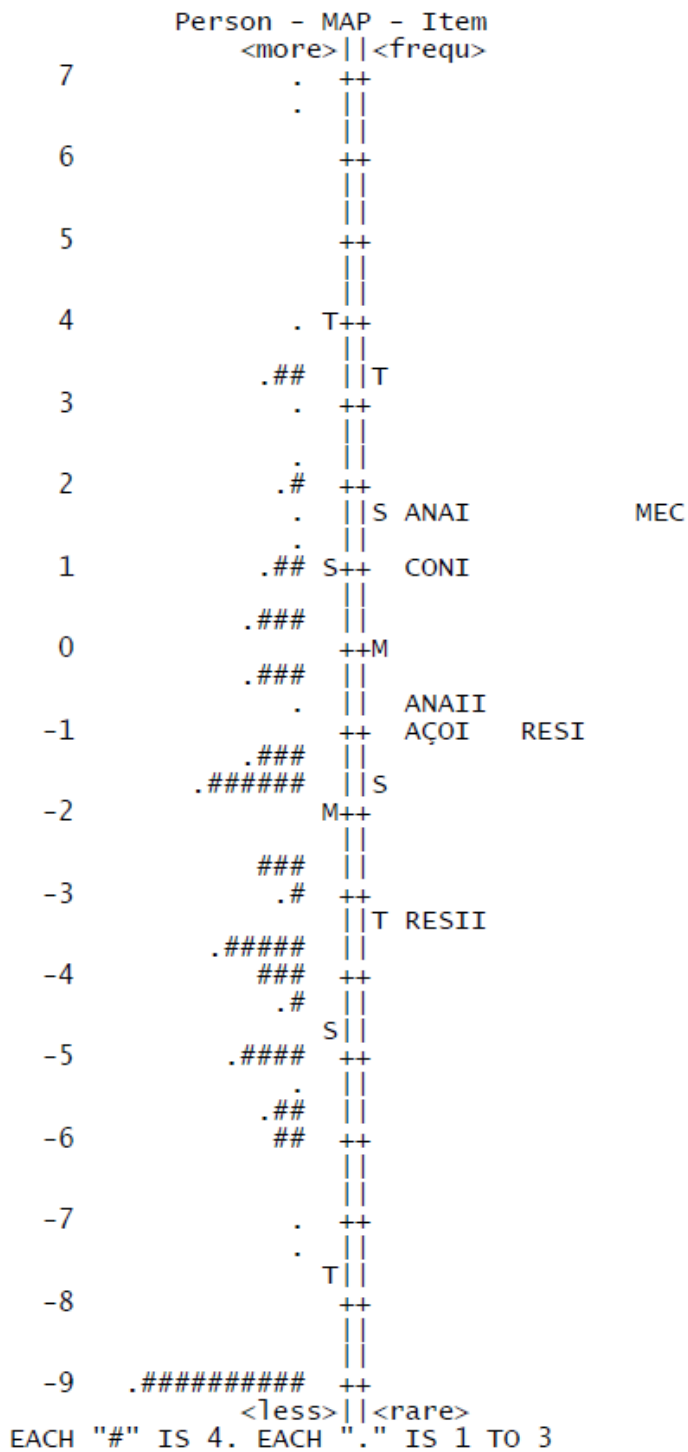 Person - MAP - Item
<more>||<frequ>
7 . ++
. ||
||
6 ++
||
||
5 ++
||
||
4 . T++
||
.## ||T
3 . ++
||
. ||
2 .# ++
. ||S ANAI MEC
. ||
1 .## S++ CONI
||
.### ||
0 ++M
.### ||
. || ANAII
-1 ++ AÇOI RESI
.### ||
.###### ||S
-2 M++
||
### ||
-3 .# ++
||T RESII
.##### ||
-4 ### ++
.# ||
S||
-5 .#### ++
. ||
.## ||
-6 ## ++
||
||
-7 . ++
. ||
T||
-8 ++
||
||
-9 .########## ++
<less>||<rare>
EACH "#" IS 4. EACH "." IS 1 TO 3